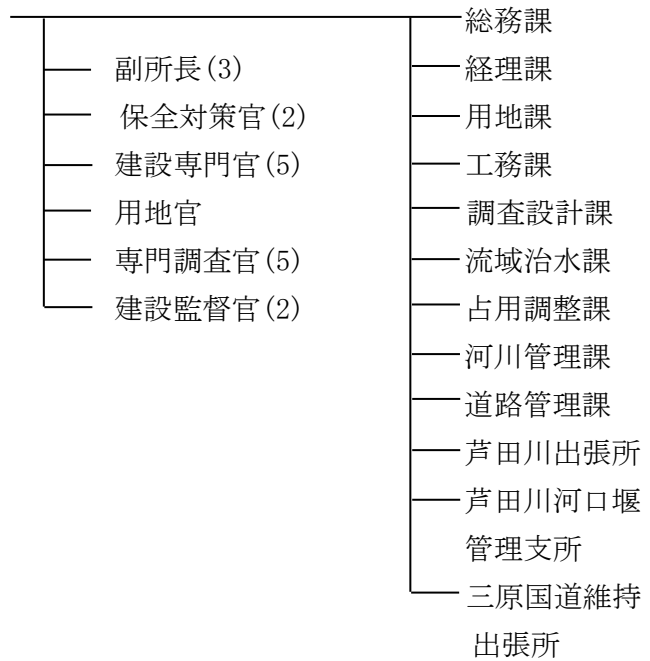 副所長(3)
保全対策官(2)
建設専門官(5)
用地官
専門調査官(5)
建設監督官(2)
総務課
経理課
用地課
工務課
調査設計課
流域治水課
占用調整課
河川管理課
道路管理課
芦田川出張所
芦田川河口堰
管理支所
三原国道維持
出張所